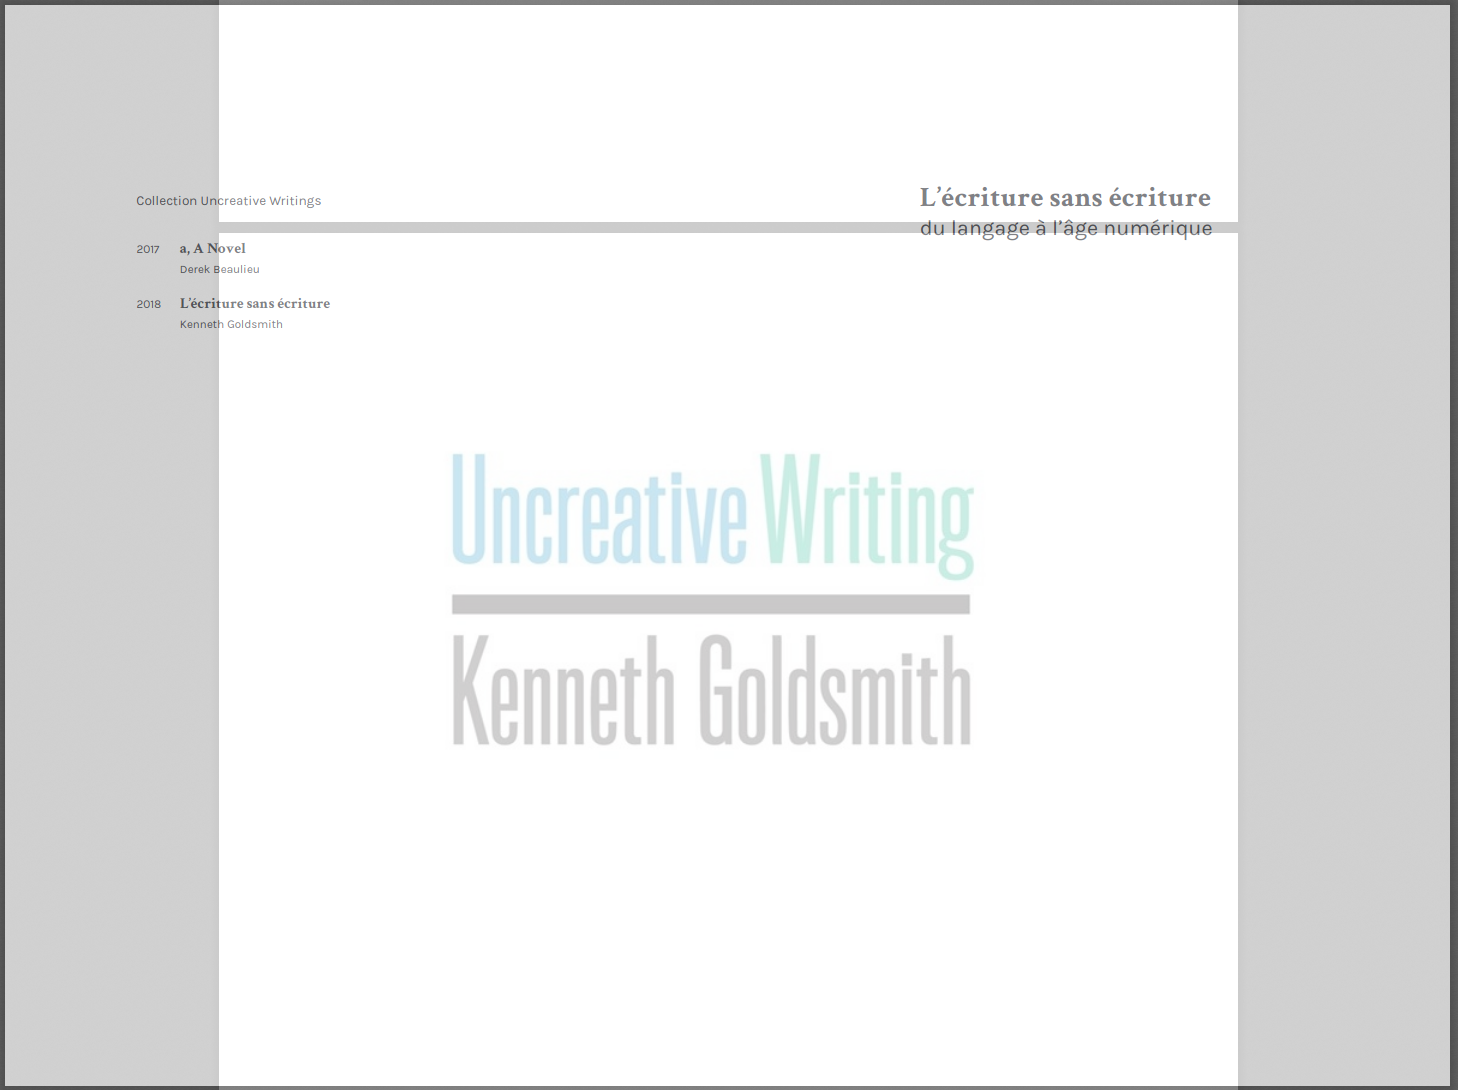 Collection Uncreative Writings
2017 a, A Novel
Derek Beaulieu
2018 L’écriture sans écriture
Kenneth Goldsmith
L’écriture sans écriture
du langage à l’âge numérique
Uncreative Writing
Kenneth Goldsmith